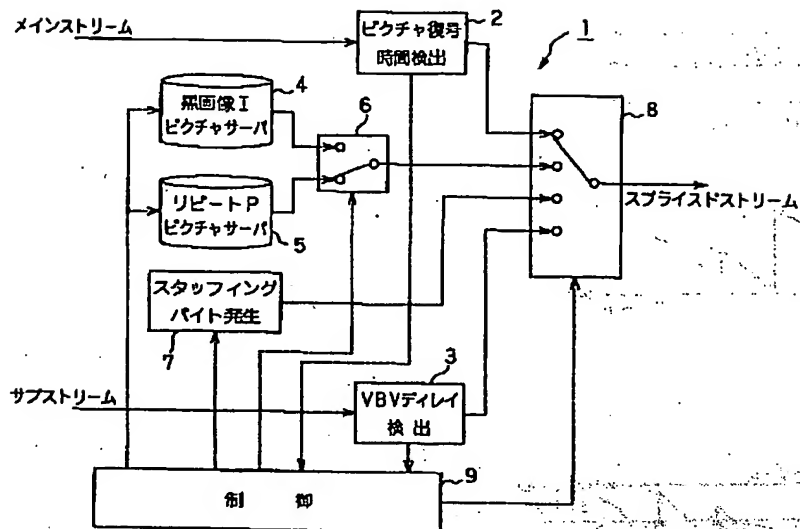 メインストリーム
ピクチャ復号
時間検出
2
1
黒画像I
ピクチャサーバ
4
6
8
リピートP
ピクチャサーバ
5
スプライスドストリーム
スタッフィング
バイト発生
7
3
サブストリーム
VBVディレイ
検出
9
制御